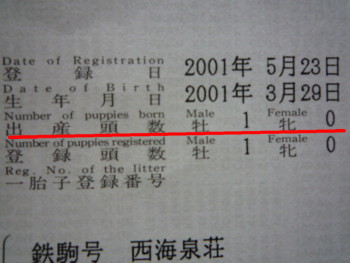 Date of Registration
登録日 2001年 5月23日
Date of Birth
生年月日 2001年 3月29日
Number of puppies born Male Female
出産頭数 牡 1 牝 0
Number of puppies registered Male Female
登録頭数 牡 1 牝 0
Reg. No. of the litter
一胎子登録番号
鉄駒号 西海泉荘